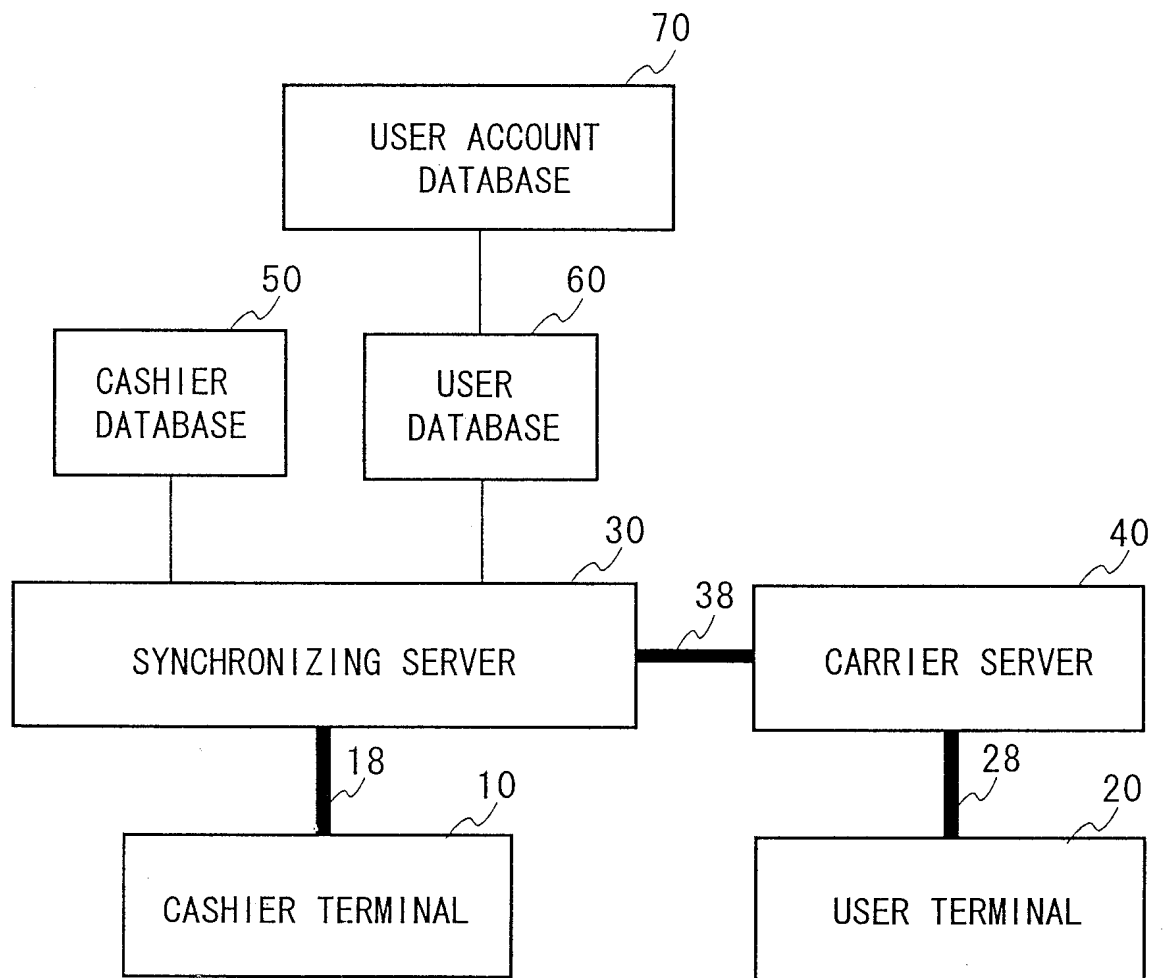 70
USER ACCOUNT
DATABASE
50
60
CASHIER
DATABASE
USER
DATABASE
30
40
38
SYNCHRONIZING SERVER
CARRIER SERVER
18
28
10
20
CASHIER TERMINAL
USER TERMINAL